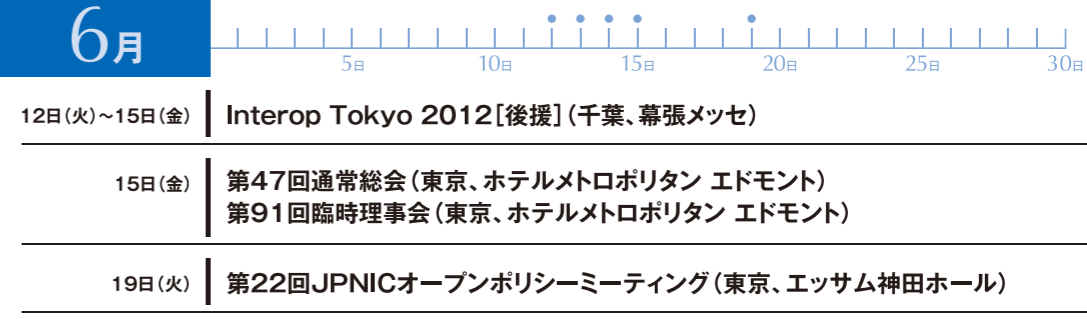 6月
5日 10日 15日 20日 25日 30日
12日(火)~15日(金) Interop Tokyo 2012[後援](千葉、幕張メッセ)
15日(金) 第47回通常総会(東京、ホテルメトロポリタン エドモント)
第91回臨時理事会(東京、ホテルメトロポリタン エドモント)
19日(火) 第22回JPNICオープンポリシーミーティング(東京、エッサム神田ホール)